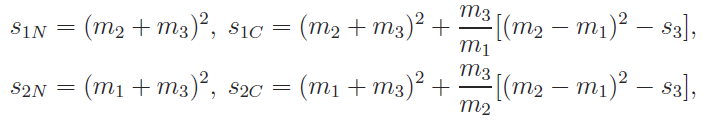 $s_{1N} = (m_2 + m_3)^2, \; s_{1C} = (m_2 + m_3)^2 + \frac{m_3}{m_1}[(m_2 - m_1)^2 - s_3],$
$s_{2N} = (m_1 + m_3)^2, \; s_{2C} = (m_1 + m_3)^2 + \frac{m_3}{m_2}[(m_2 - m_1)^2 - s_3],$